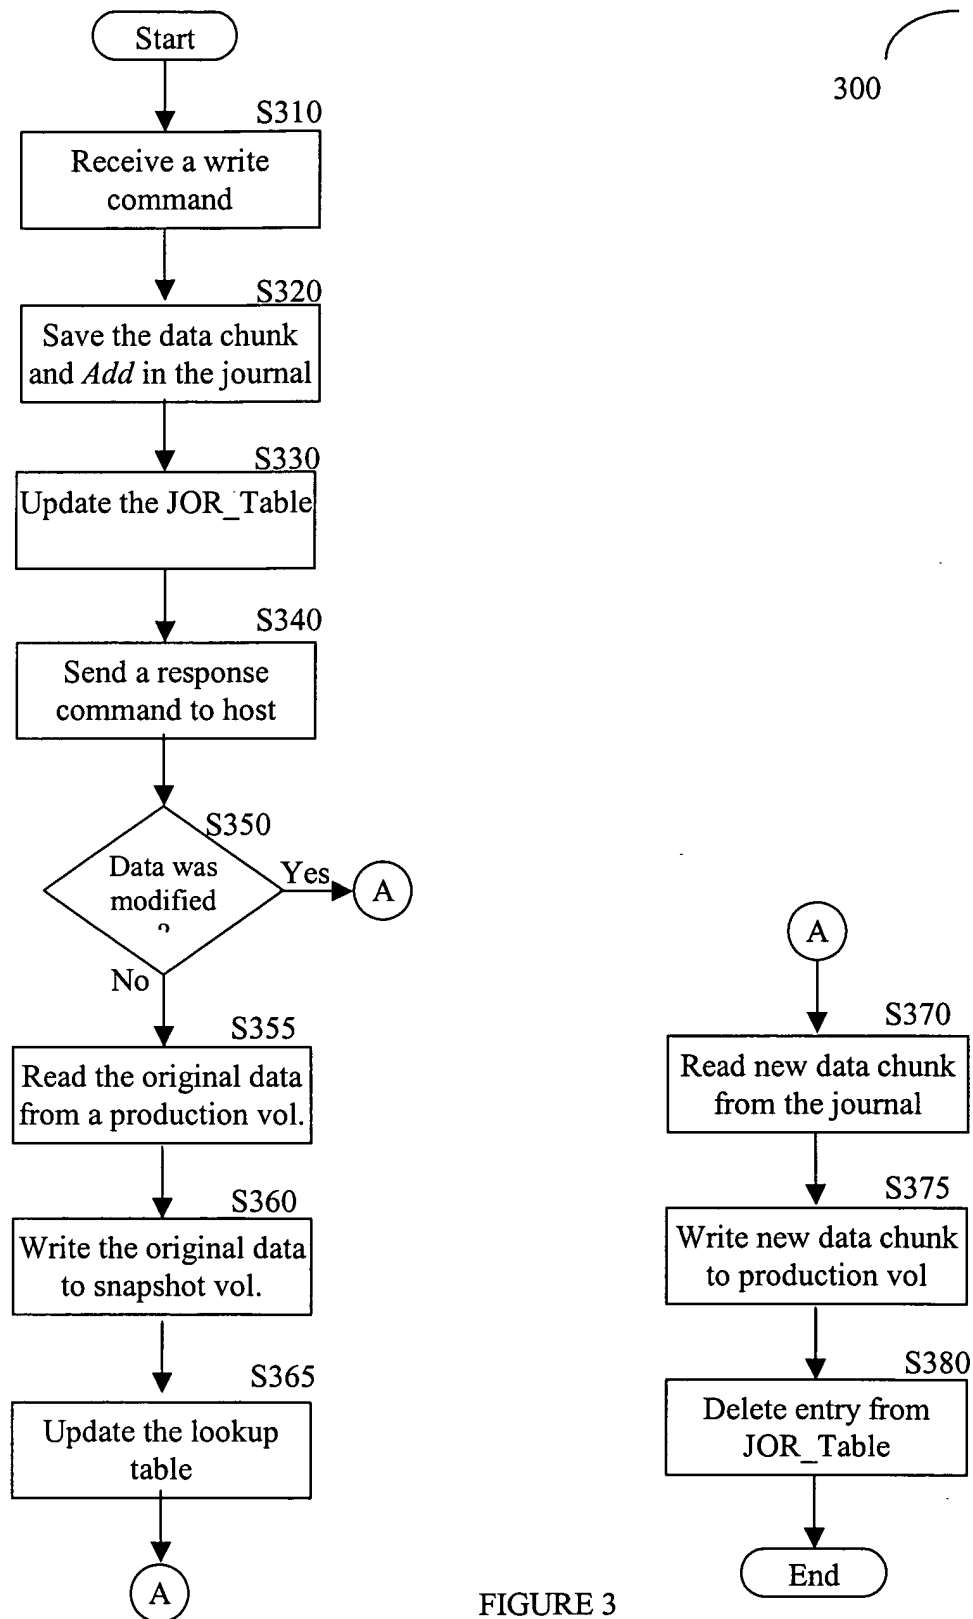 Start
300
S310
Receive a write
command
S320
Save the data chunk
and Add in the journal
S330
Update the JOR_Table
S340
Send a response
command to host
S350
Data was
modified
?
Yes
A
No
S355
Read the original data
from a production vol.
S360
Write the original data
to snapshot vol.
S365
Update the lookup
table
A
A
S370
Read new data chunk
from the journal
S375
Write new data chunk
to production vol
S380
Delete entry from
JOR_Table
End
FIGURE 3